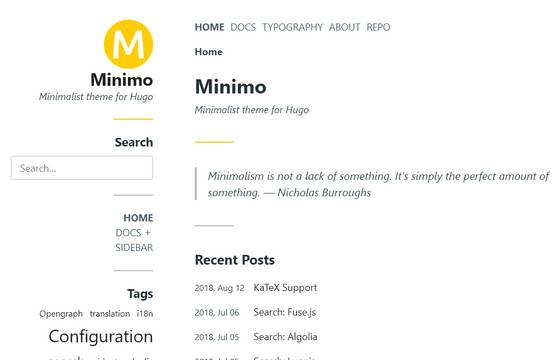 M
Minimo
Minimalist theme for Hugo
Search
Search...
HOME
DOCS +
SIDEBAR
Tags
Opengraph translation i18n
Configuration
HOME DOCS TYPOGRAPHY ABOUT REPO
Home
Minimo
Minimalist theme for Hugo
Minimalism is not a lack of something. It's simply the perfect amount of
something. — Nicholas Burroughs
Recent Posts
2018, Aug 12 KaTeX Support
2018, Jul 06 Search: Fuse.js
2018, Jul 05 Search: Algolia